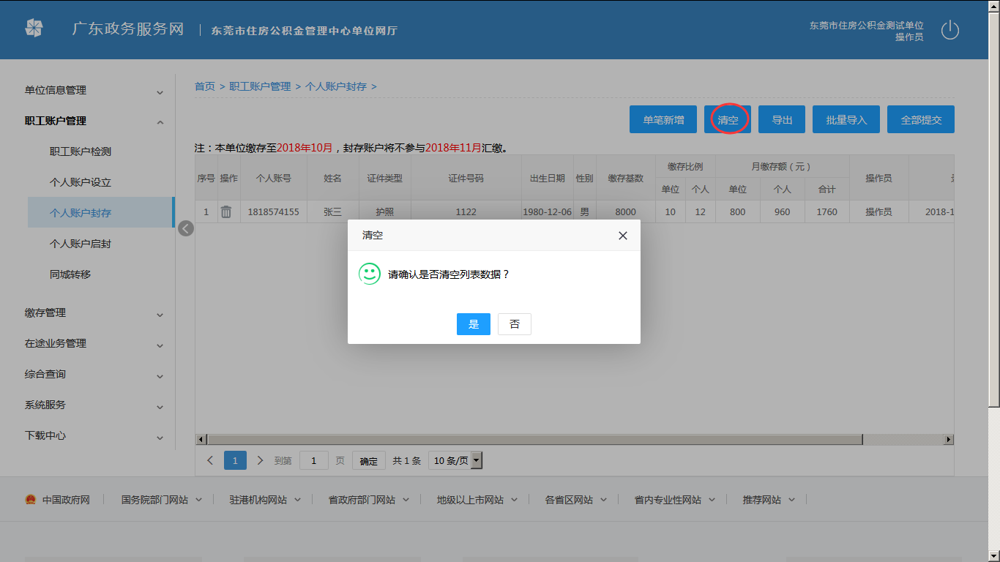 广东政务服务网 | 东莞市住房公积金管理中心单位网厅
东莞市住房公积金测试单位
操作员
单位信息管理
职工账户管理
职工账户检测
个人账户设立
个人账户封存
个人账户启封
同城转移
缴存管理
在途业务管理
综合查询
系统服务
下载中心
首页 > 职工账户管理 > 个人账户封存 >
单笔新增 清空 导出 批量导入 全部提交
注：本单位缴存至2018年10月，封存账户将不参与2018年11月汇缴。
序号 操作 个人账号 姓名 证件类型 证件号码 出生日期 性别 缴存基数 缴存比例 月缴存额（元） 操作员
单位 个人 单位 个人 合计
1 1818574155 张三 护照 1122 1980-12-06 男 8000 10 12 800 960 1760 操作员 2018-1
清空
请确认是否清空列表数据？
是 否
1 到第 1 页 确定 共 1 条 10 条/页
中国政府网 国务院部门网站 驻港机构网站 省政府部门网站 地级以上市网站 各省区网站 省内专业性网站 推荐网站